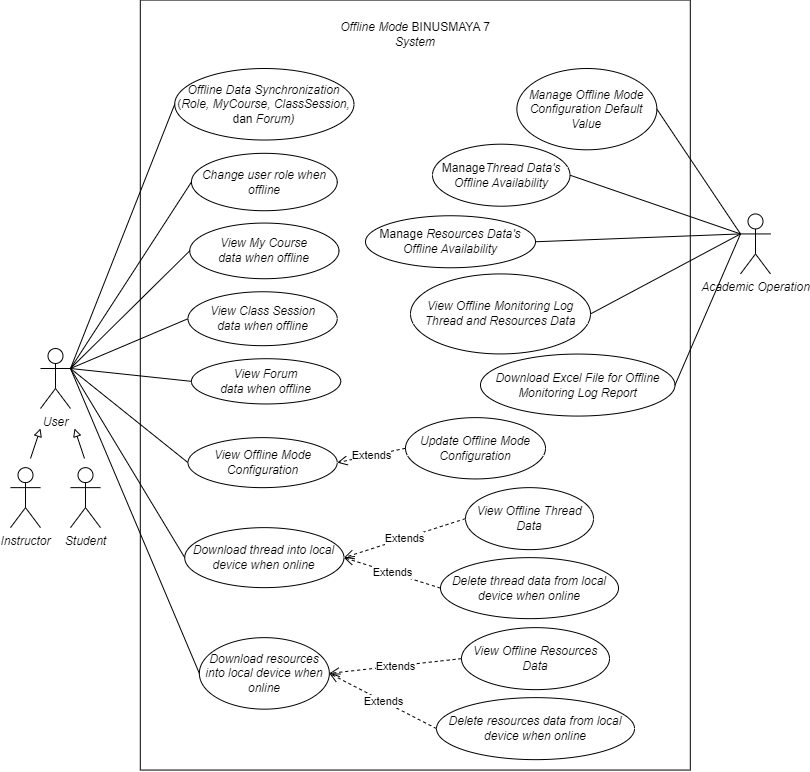 Offline Mode BINUSMAYA 7
System
Offline Data Synchronization
(Role, MyCourse, ClassSession,
dan Forum)
Change user role when
offline
View My Course
data when offline
View Class Session
data when offline
View Forum
data when offline
View Offline Mode
Configuration
Extends
Update Offline Mode
Configuration
Download thread into local
device when online
Extends
View Offline Thread
Data
Extends
Delete thread data from local
device when online
Download resources
into local device when
online
Extends
View Offline Resources
Data
Extends
Delete resources data from local
device when online
Manage Offline Mode
Configuration Default
Value
ManageThread Data's
Offline Availability
Manage Resources Data's
Offline Availability
View Offline Monitoring Log
Thread and Resources Data
Download Excel File for Offline
Monitoring Log Report
User
Instructor
Student
Academic Operation